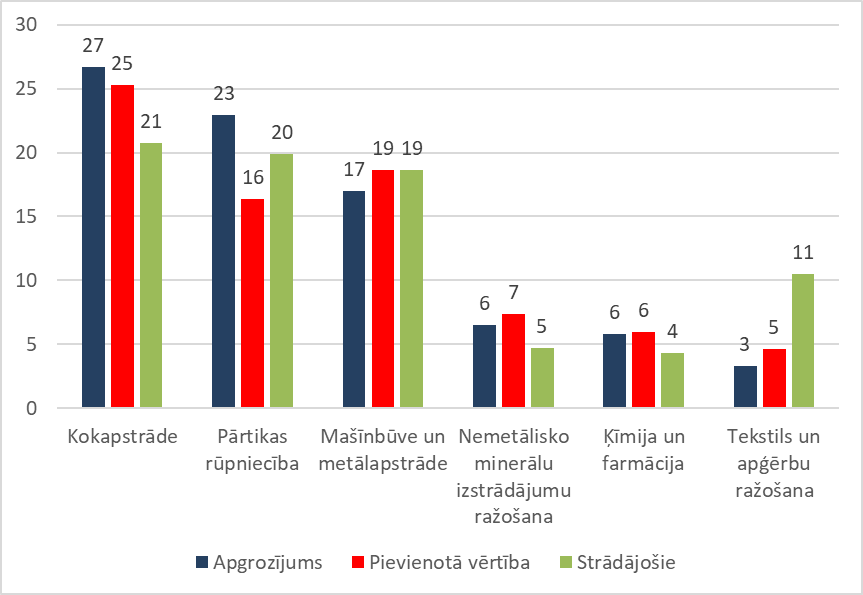 30
25
20
15
10
5
0
27
25
21
23
16
20
17
19
19
6
7
5
6
6
4
3
5
11
Kokapstrāde
Pārtikas
rūpniecība
Mašīnbūve un
metālapstrāde
Nemetālisko
minerālu
izstrādājumu
ražošana
Ķīmija un
farmācija
Tekstils un
apģērbu
ražošana
Apgrozījums
Pievienotā vērtība
Strādājošie